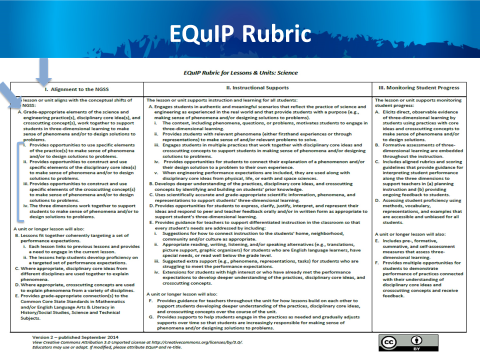 EQuIP Rubric
EQuIP Rubric for Lessons & Units: Science
I. Alignment to the NGSS
lesson or unit aligns with the conceptual shifts of
NGSS:
A. Grade-appropriate elements of the science and
engineering practice(s), disciplinary core idea(s), and
crosscutting concept(s), work together to support
students in three-dimensional learning to make
sense of phenomena and/or to design solutions to
problems.
Provides opportunities to use specific elements
of the practice(s) to make sense of phenomena
and/or to design solutions.
ii. Provides opportunities to construct and use
specific elements of the disciplinary core idea(s)
to make sense of phenomena and/or to design
solutions to problems.
iii. Provides opportunities to construct and use
specific elements of the crosscutting concept(s)
to make sense of phenomena and/or to design
solutions to problems.
iv. The three dimensions work together to support
students to make sense of phenomena and/or to
design solutions to problems.
A unit or longer lesson will also:
B. Lessons fit together coherently targeting a set of
performance expectations.
i. Each lesson links to previous lessons and provides
a need to engage in the current lesson.
ii. The lessons help students develop proficiency on
a targeted set of performance expectations.
C. Where appropriate, disciplinary core ideas from
different disciplines are used together to explain
phenomena.
D. Where appropriate, crosscutting concepts are used
to explain phenomena from a variety of disciplines.
E. Provides grade-appropriate connection(s) to the
Common Core State Standards in Mathematics
and/or English Language Arts & Literacy in
History/Social Studies, Science and Technical
Subjects.
II. Instructional Supports
The lesson or unit supports instruction and learning for all students:
A. Engages students in authentic and meaningful scenarios that reflect the practice of science and
engineering as experienced in the real world and that provide students with a purpose (e.g.,
making sense of phenomena and/or designing solutions to problems).
i. The context, including phenomena, questions, or problems, motivates students to engage in
three-dimensional learning.
ii. Provides students with relevant phenomena (either firsthand experiences or through
representations) to make sense of and/or relevant problems to solve.
iii. Engages students in multiple practices that work together with disciplinary core ideas and
crosscutting concepts to support students in making sense of phenomena and/or designing
solutions to problems.
iv. Provides opportunities for students to connect their explanation of a phenomenon and/or
their design solution to a problem to their own experience.
v. When engineering performance expectations are included, they are used along with
disciplinary core ideas from physical, life, or earth and space sciences.
B. Develops deeper understanding of the practices, disciplinary core ideas, and crosscutting
concepts by identifying and building on students' prior knowledge.
C. Uses scientifically accurate and grade-appropriate scientific information, phenomena, and
representations to support students' three-dimensional learning.
D. Provides opportunities for students to express, clarify, justify, interpret, and represent their
ideas and respond to peer and teacher feedback orally and/or in written form as appropriate to
support student's three-dimensional learning.
E. Provides guidance for teachers to support differentiated instruction in the classroom so that
every student's needs are addressed by including:
i. Suggestions for how to connect instruction to the students' home, neighborhood,
community and/or culture as appropriate.
ii. Appropriate reading, writing, listening, and/or speaking alternatives (e.g., translations,
picture support, graphic organizers) for students who are English language learners, have
special needs, or read well below the grade level.
iii. Suggested extra support (e.g., phenomena, representations, tasks) for students who are
struggling to meet the performance expectations.
iv. Extensions for students with high interest or who have already met the performance
expectations to develop deeper understanding of the practices, disciplinary core ideas, and
crosscutting concepts.
A unit or longer lesson will also:
F. Provides guidance for teachers throughout the unit for how lessons build on each other to
support students developing deeper understanding of the practices, disciplinary core ideas,
and crosscutting concepts over the course of the unit.
G. Provides supports to help students engage in the practices as needed and gradually adjusts
supports over time so that students are increasingly responsible for making sense of
phenomena and/or designing solutions to problems.
III. Monitoring Student Progress
The lesson or unit supports monitoring
student progress:
A. Elicits direct, observable evidence
of three-dimensional learning by
students using practices with core
ideas and crosscutting concepts to
make sense of phenomena and/or
to design solutions.
B. Formative assessments of three-
dimensional learning are embedded
throughout the instruction.
C. Includes aligned rubrics and scoring
guidelines that provide guidance for
interpreting student performance
along the three dimensions to
support teachers in (a) planning
instruction and (b) providing
ongoing feedback to students.
D. Assessing student proficiency using
methods, vocabulary,
representations, and examples that
are accessible and unbiased for all
students.
A unit or longer lesson will also:
E. Includes pre-, formative,
summative, and self-assessment
measures that assess three-
dimensional learning.
F. Provides multiple opportunities for
students to demonstrate
performance of practices connected
with their understanding of
disciplinary core ideas and
crosscutting concepts and receive
feedback.
Version 2 – published September 2014
View Creative Commons Attribution 3.0 Unported License at http://creativecommons.org/licenses/by/3.0/.
Educators may use or adapt. If modified, please attribute EQuIP and re-title.
CC BY